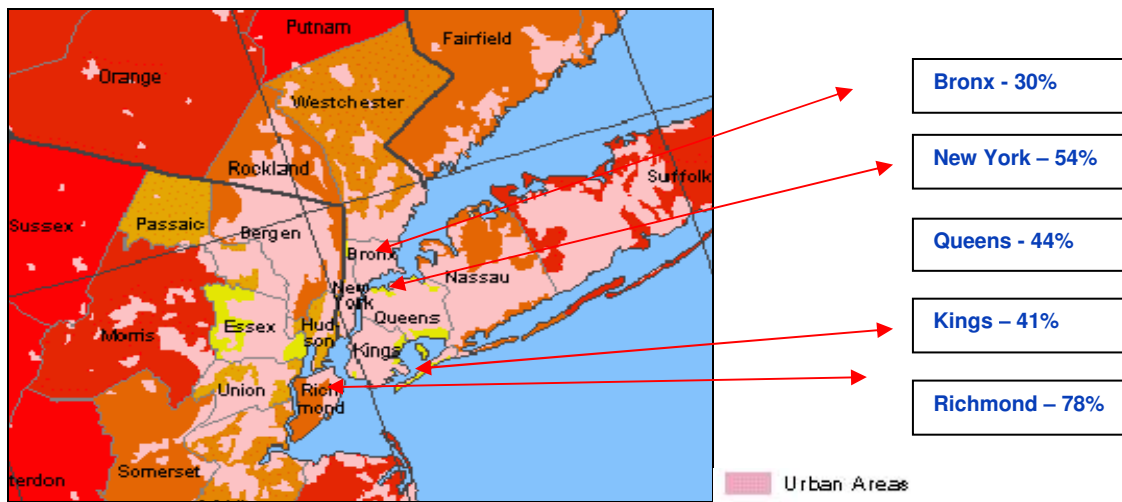 Putnam
Fairfield
Orange
Westchester
Rockland
Suffolk
Sussex
Passaic
Bergen
Bronx
Nassau
New
York
Queens
Essex
Hud
son
Morris
Kings
Union
Rich
mond
Somerset
terdon
Bronx - 30%
New York – 54%
Queens - 44%
Kings – 41%
Richmond – 78%
Urban Areas